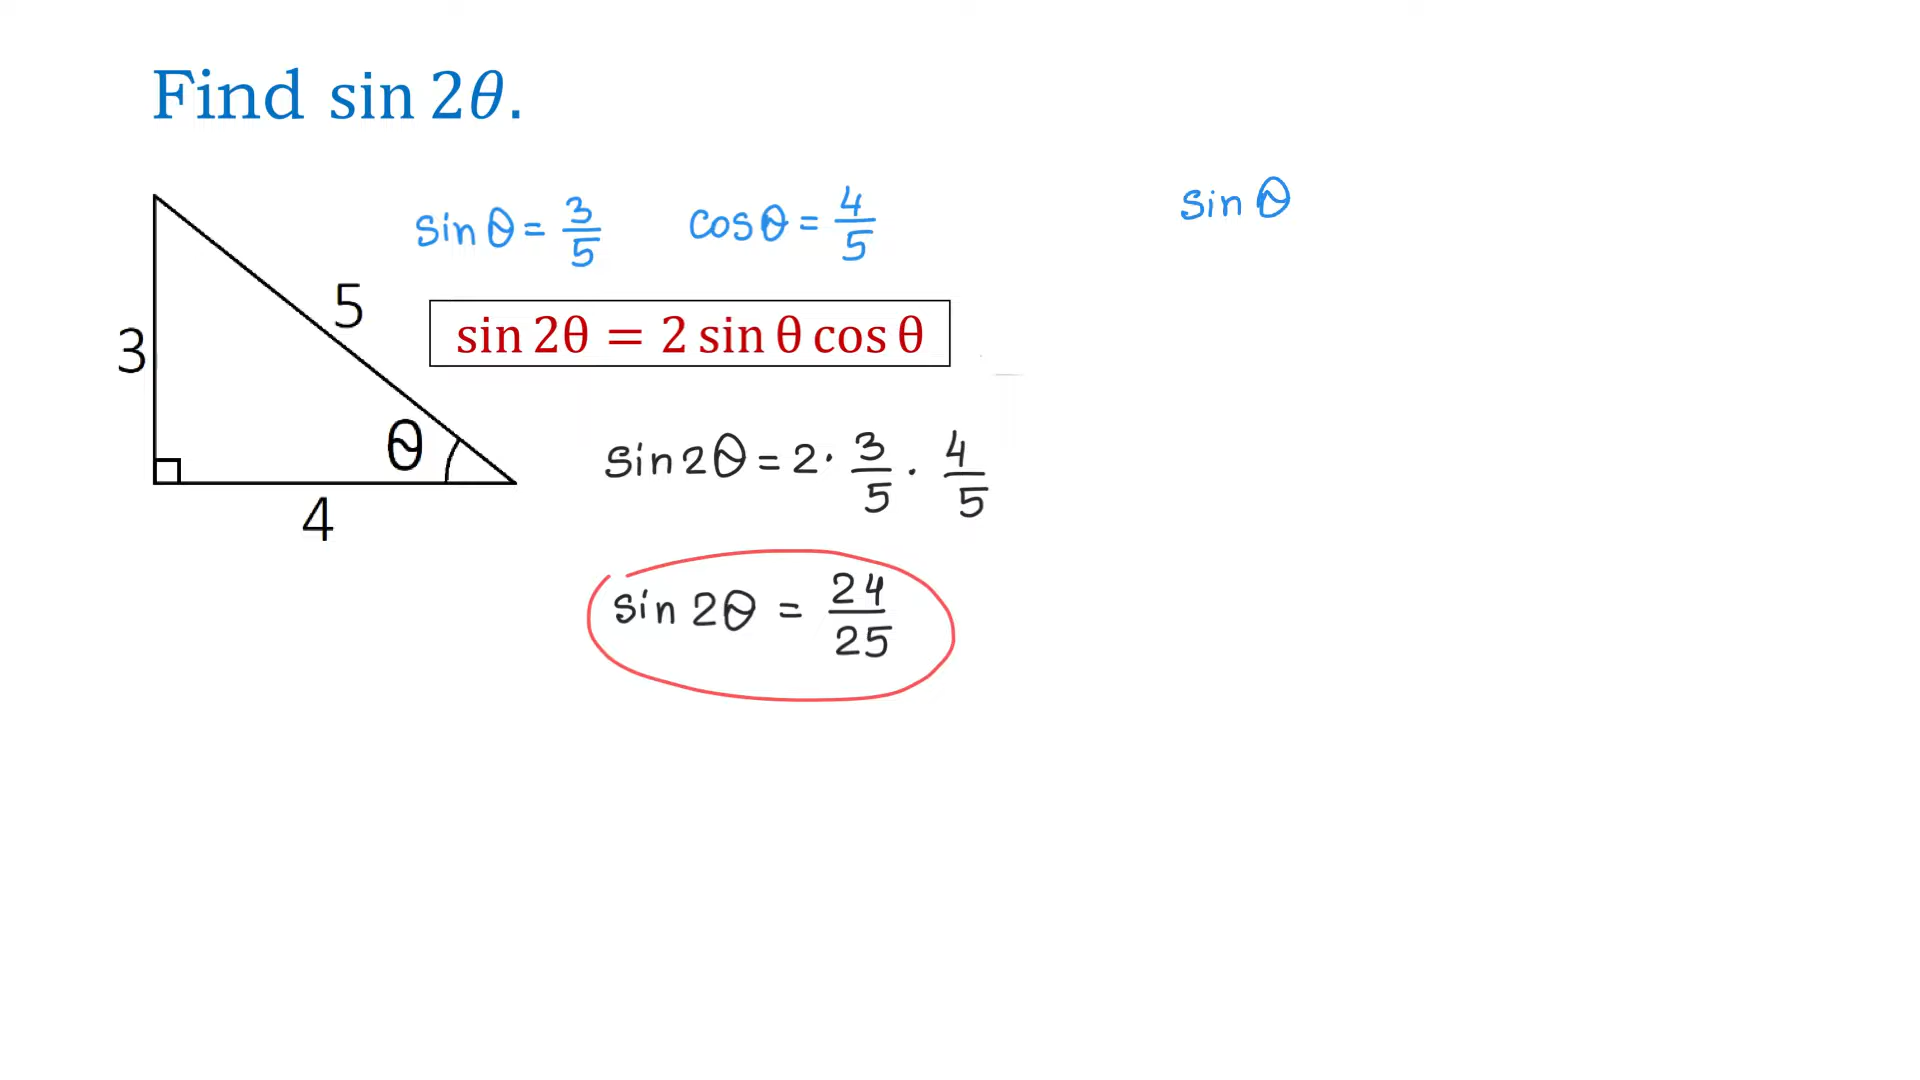 Find sin 2θ.
sin θ = 3/5
cos θ = 4/5
sin θ
5
3
sin 2θ = 2 sin θ cos θ
θ
4
sin 2θ = 2 · 3/5 · 4/5
sin 2θ = 24/25